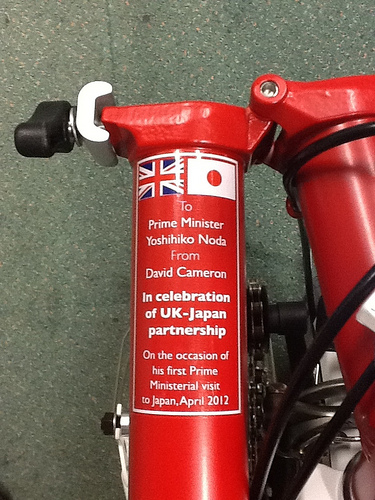 To
Prime Minister
Yoshihiko Noda
From
David Cameron
In celebration
of UK-Japan
partnership
On the occasion of
his first Prime
Ministerial visit
to Japan, April 2012